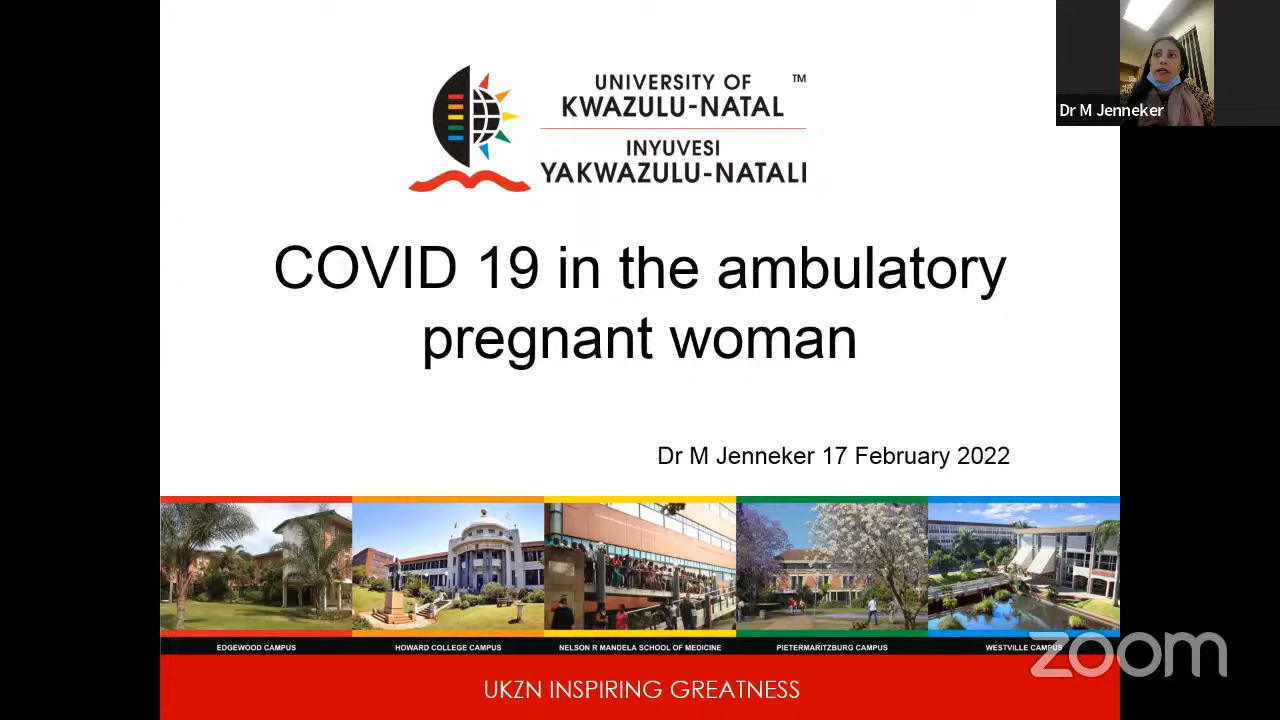 UNIVERSITY OF ™
KWAZULU-NATAL
INYUVESI
YAKWAZULU-NATALI
Dr M Jenneker
COVID 19 in the ambulatory
pregnant woman
Dr M Jenneker 17 February 2022
EDGEWOOD CAMPUS
HOWARD COLLEGE CAMPUS
NELSON R MANDELA SCHOOL OF MEDICINE
PIETERMARITZBURG CAMPUS
WESTVILLE CAMPUS
zoom
UKZN INSPIRING GREATNESS